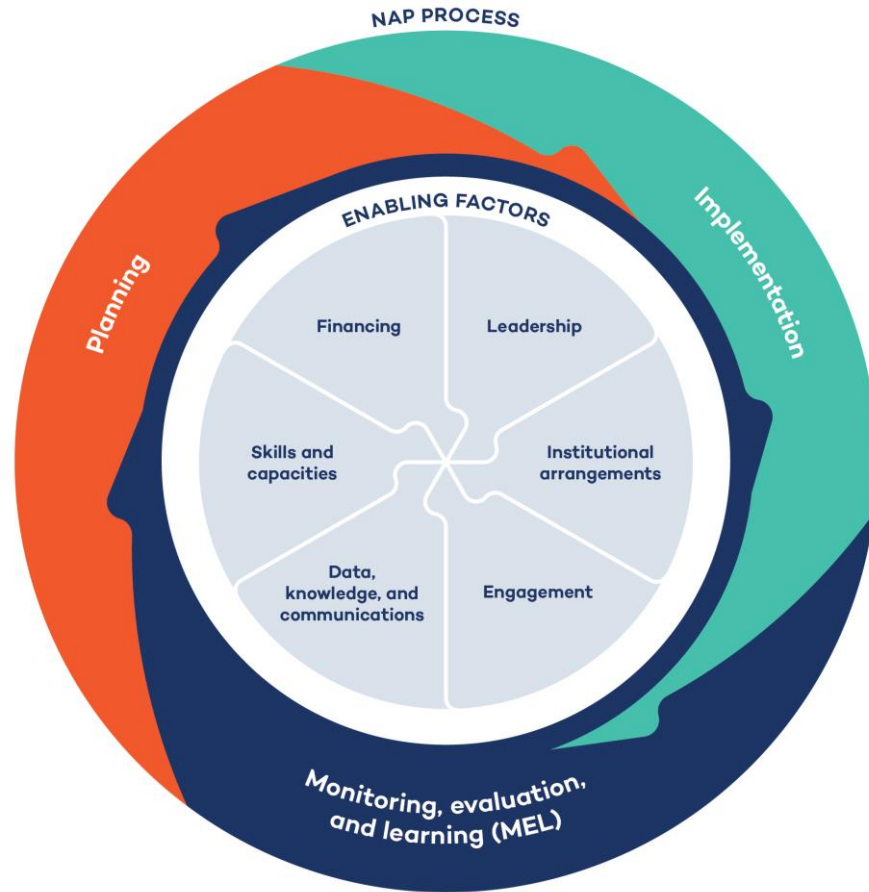 NAP PROCESS
Planning
Implementation
ENABLING FACTORS
Financing
Leadership
Skills and
capacities
Institutional
arrangements
Data,
knowledge, and
communications
Engagement
Monitoring, evaluation,
and learning (MEL)